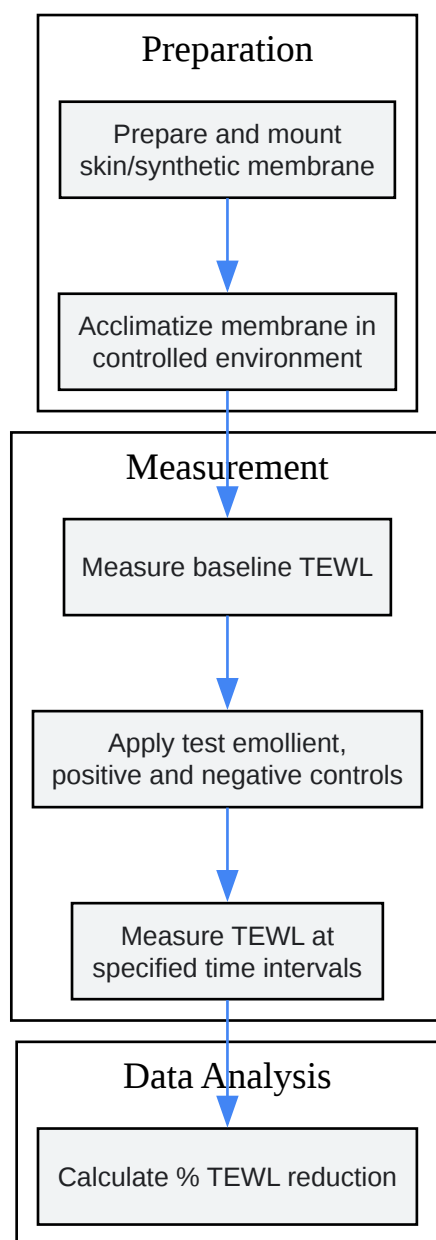 Preparation
Prepare and mount
skin/synthetic membrane
Acclimatize membrane in
controlled environment
Measurement
Measure baseline TEWL
Apply test emollient,
positive and negative controls
Measure TEWL at
specified time intervals
Data Analysis
Calculate % TEWL reduction